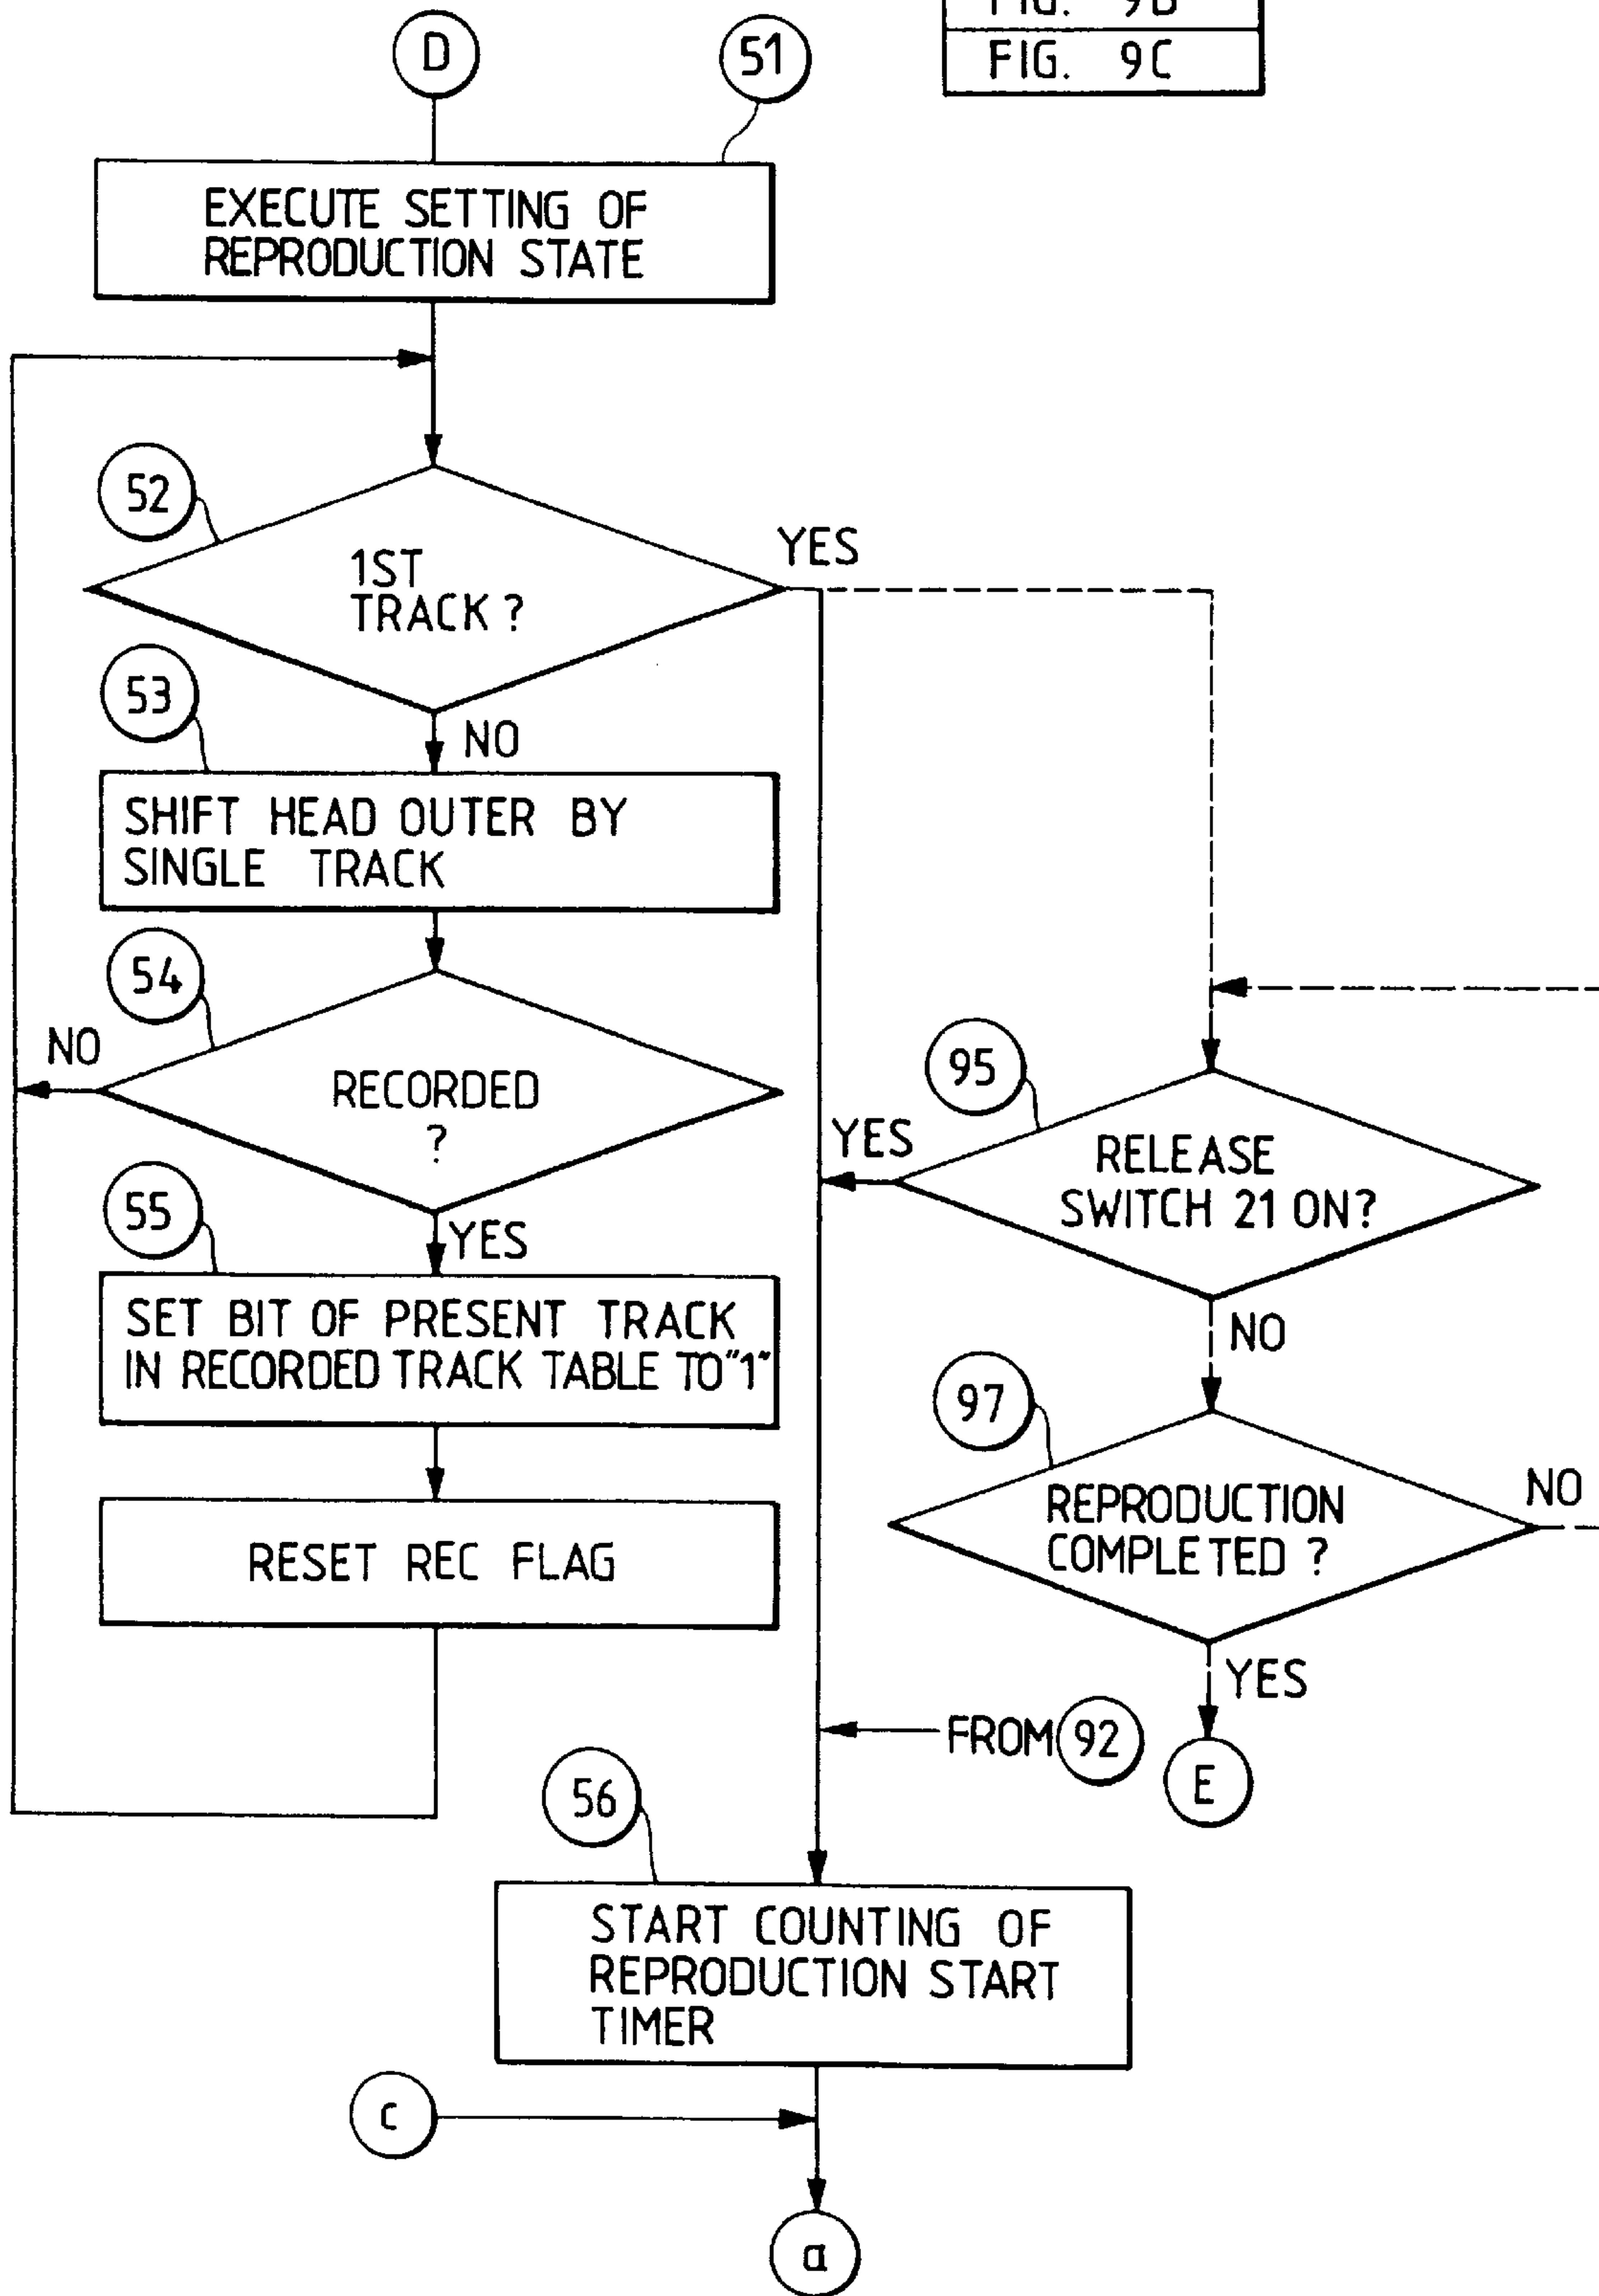 FIG. 9C
D
51
EXECUTE SETTING OF
REPRODUCTION STATE
52
1ST
TRACK ?
YES
NO
53
SHIFT HEAD OUTER BY
SINGLE TRACK
54
RECORDED
?
NO
YES
55
SET BIT OF PRESENT TRACK
IN RECORDED TRACK TABLE TO "1"
RESET REC FLAG
95
RELEASE
SWITCH 21 ON?
YES
NO
97
REPRODUCTION
COMPLETED ?
NO
YES
E
FROM 92
56
START COUNTING OF
REPRODUCTION START
TIMER
C
a